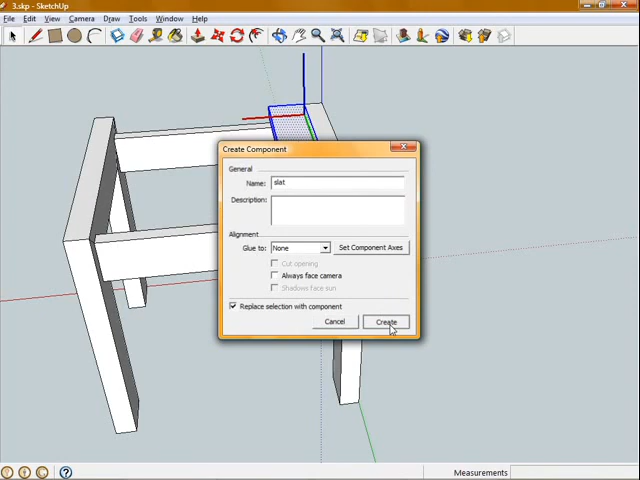 3.skp - SketchUp
File Edit View Camera Draw Tools Window Help
Create Component
General
Name: slat
Description:
Alignment
Glue to: None Set Component Axes
Cut opening
Always face camera
Shadows face sun
Replace selection with component
Cancel Create
Measurements